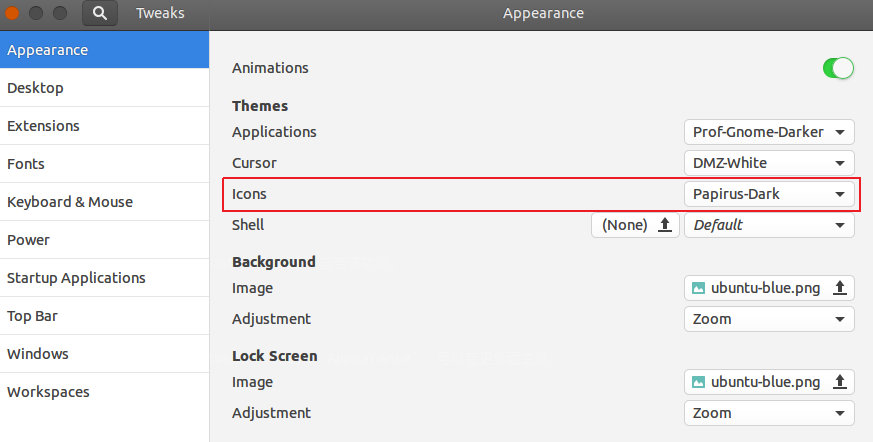 Tweaks
Appearance
Appearance
Desktop
Extensions
Fonts
Keyboard & Mouse
Power
Startup Applications
Top Bar
Windows
Workspaces
Animations
Themes
Applications Prof-Gnome-Darker
Cursor DMZ-White
Icons Papirus-Dark
Shell (None) Default
Background
Image ubuntu-blue.png
Adjustment Zoom
Lock Screen
Image ubuntu-blue.png
Adjustment Zoom